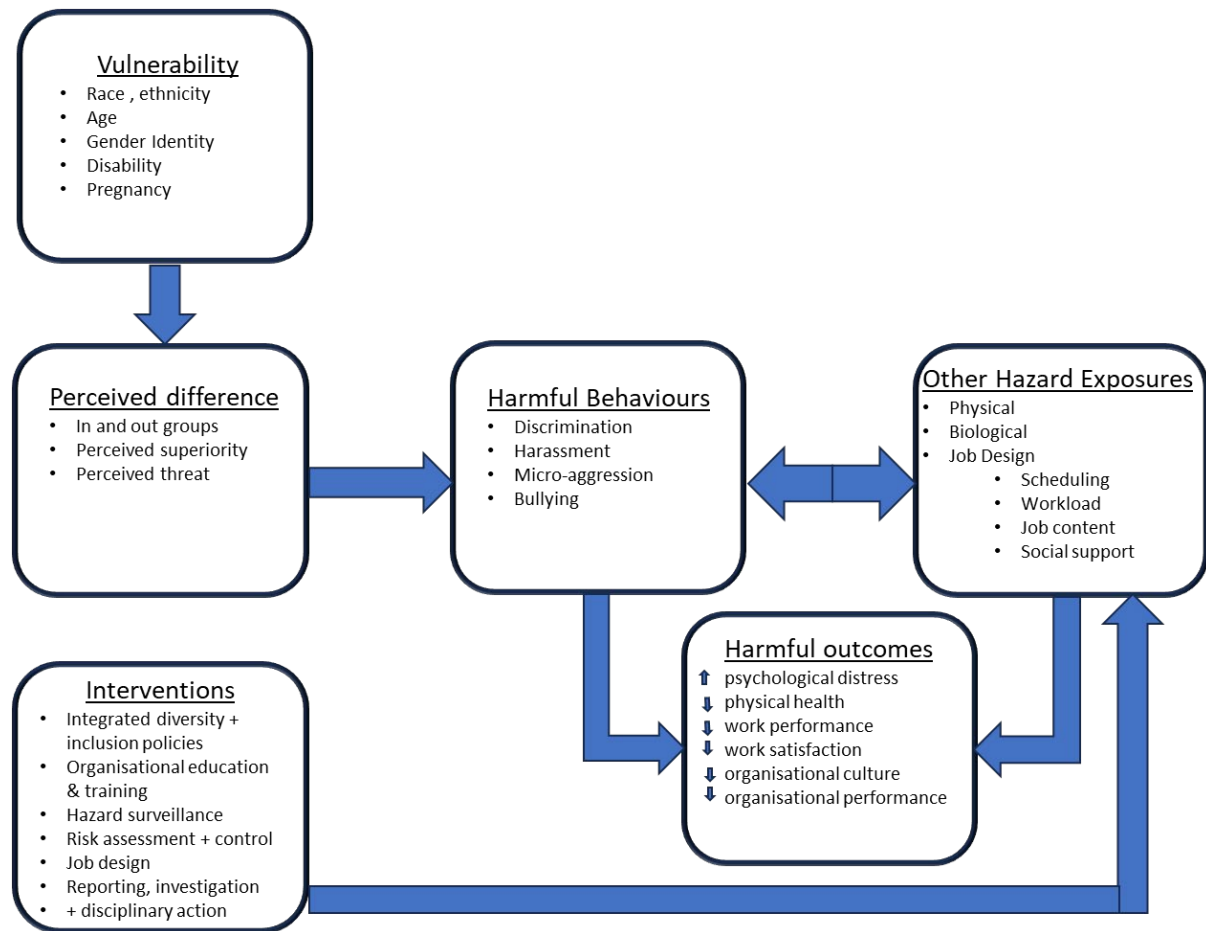 Vulnerability
• Race , ethnicity
• Age
• Gender Identity
• Disability
• Pregnancy
Perceived difference
• In and out groups
• Perceived superiority
• Perceived threat
Harmful Behaviours
• Discrimination
• Harassment
• Micro-aggression
• Bullying
Other Hazard Exposures
• Physical
• Biological
• Job Design
• Scheduling
• Workload
• Job content
• Social support
Harmful outcomes
⇧ psychological distress
⇩ physical health
⇩ work performance
⇩ work satisfaction
⇩ organisational culture
⇩ organisational performance
Interventions
• Integrated diversity +
inclusion policies
• Organisational education
& training
• Hazard surveillance
• Risk assessment + control
• Job design
• Reporting, investigation
• + disciplinary action